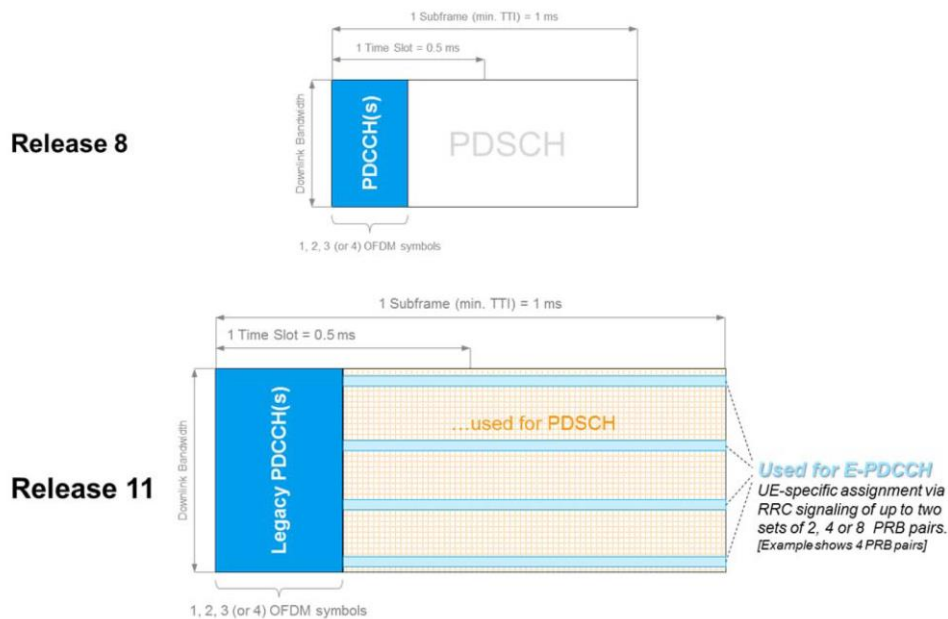 1 Subframe (min. TTI) = 1 ms
1 Time Slot = 0.5 ms
Release 8
Downlink Bandwidth
PDCCH(s)
PDSCH
1, 2, 3 (or 4) OFDM symbols
1 Subframe (min. TTI) = 1 ms
1 Time Slot = 0.5 ms
Release 11
Downlink Bandwidth
Legacy PDCCH(s)
...used for PDSCH
Used for E-PDCCH
UE-specific assignment via
RRC signaling of up to two
sets of 2, 4 or 8 PRB pairs.
[Example shows 4 PRB pairs]
1, 2, 3 (or 4) OFDM symbols